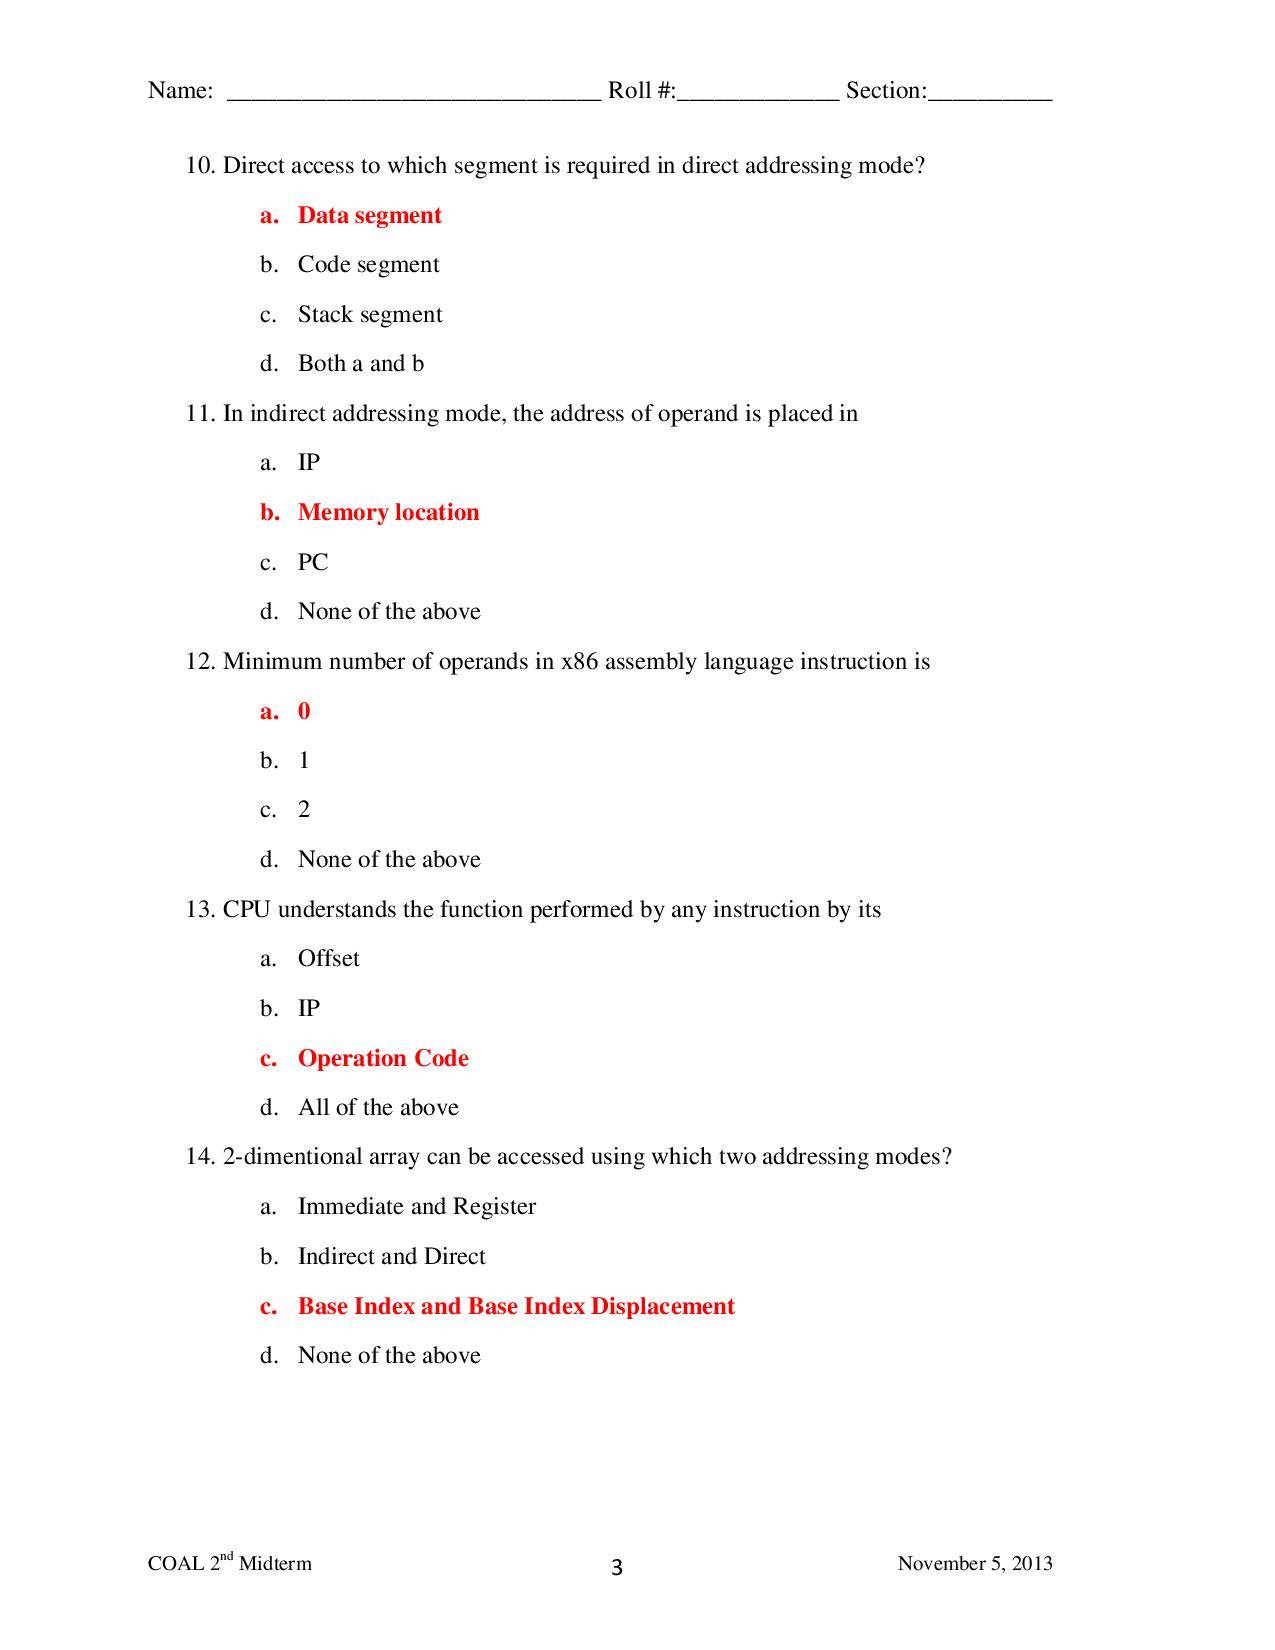 Name: ______________________________ Roll #:_____________ Section:__________
10. Direct access to which segment is required in direct addressing mode?
a. Data segment
b. Code segment
c. Stack segment
d. Both a and b
11. In indirect addressing mode, the address of operand is placed in
a. IP
b. Memory location
c. PC
d. None of the above
12. Minimum number of operands in x86 assembly language instruction is
a. 0
b. 1
c. 2
d. None of the above
13. CPU understands the function performed by any instruction by its
a. Offset
b. IP
c. Operation Code
d. All of the above
14. 2-dimentional array can be accessed using which two addressing modes?
a. Immediate and Register
b. Indirect and Direct
c. Base Index and Base Index Displacement
d. None of the above
COAL 2nd Midterm 3 November 5, 2013